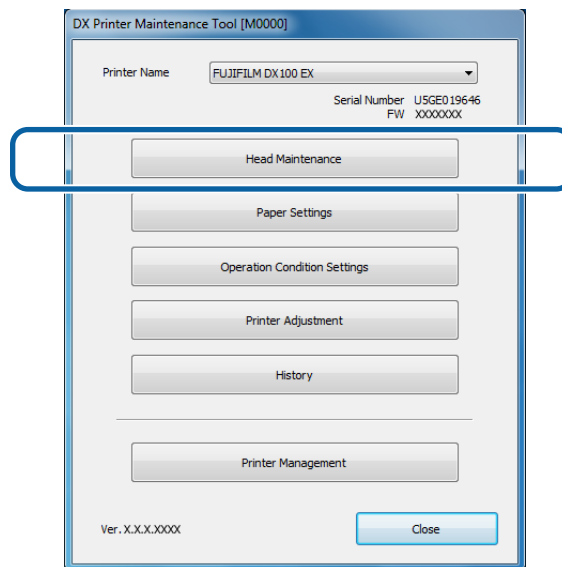 DX Printer Maintenance Tool [M0000]
Printer Name FUJIFILM DX100 EX
Serial Number U5GE019646
FW XXXXXXX
Head Maintenance
Paper Settings
Operation Condition Settings
Printer Adjustment
History
Printer Management
Ver. X.X.X.XXXX Close